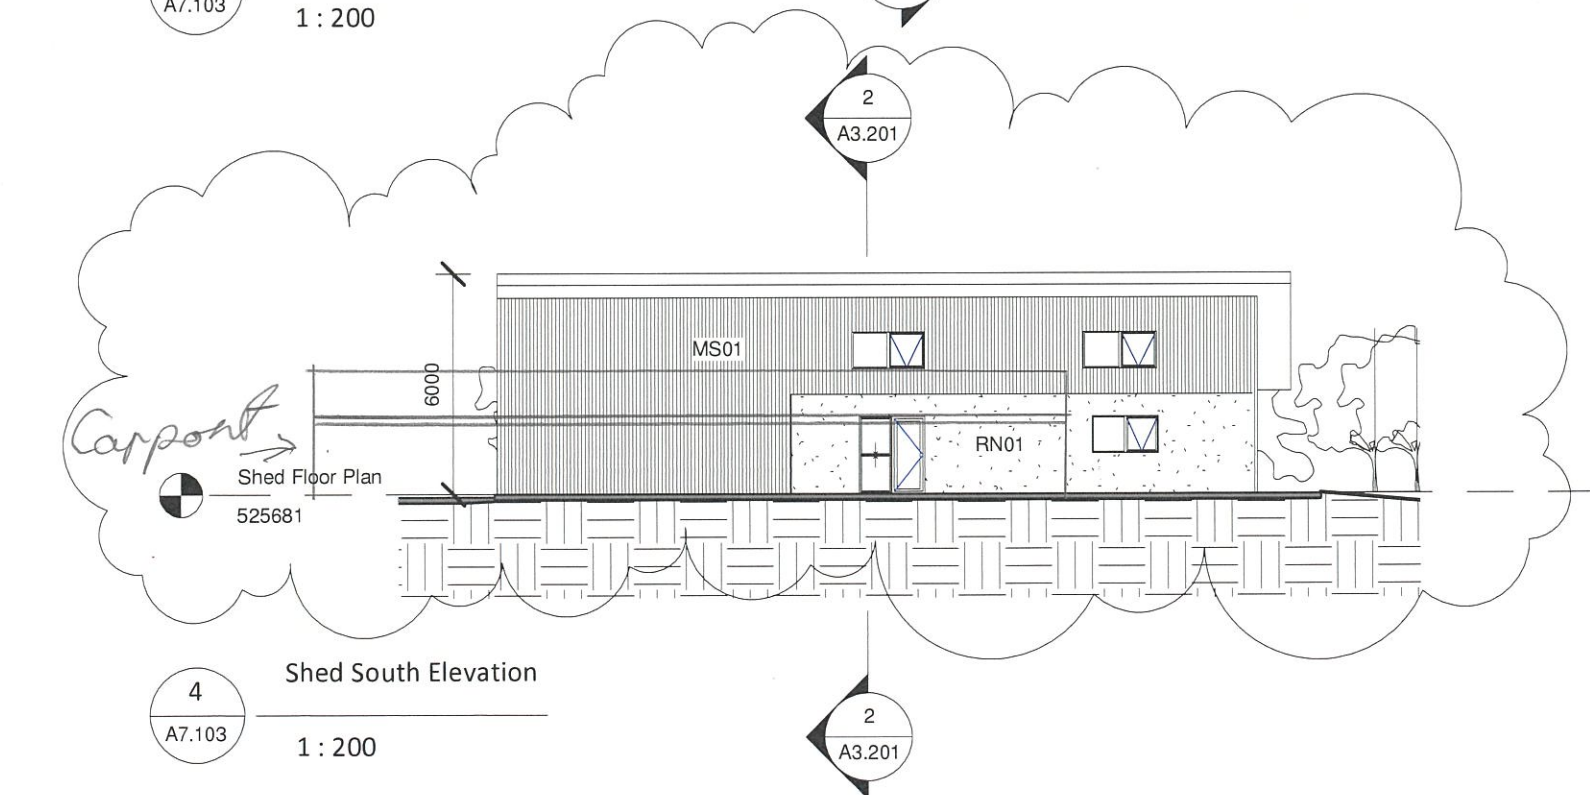 A7.103
1 : 200
2
A3.201
MS01
6000
Carport
RN01
Shed Floor Plan
525681
Shed South Elevation
4
A7.103
1 : 200
2
A3.201